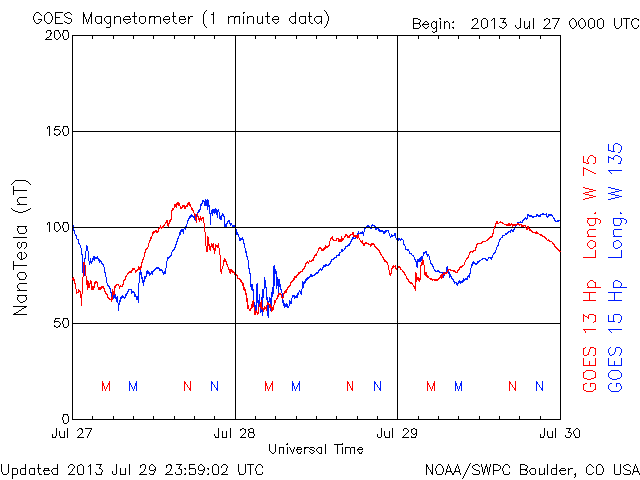 GOES Magnetometer (1 minute data)
Begin: 2013 Jul 27 0000 UTC
200
150
100
50
0
NanoTesla (nT)
M M N N M M N N M M N N
Jul 27 Jul 28 Jul 29 Jul 30
Universal Time
GOES 13 Hp Long. W 75
GOES 15 Hp Long. W 135
Updated 2013 Jul 29 23:59:02 UTC
NOAA/SWPC Boulder, CO USA